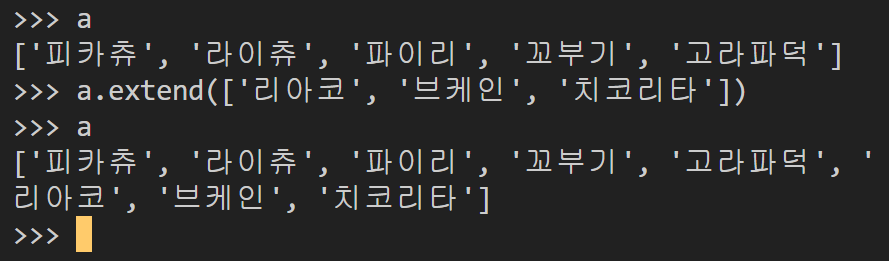 >>> a
['피카츄', '라이츄', '파이리', '꼬부기', '고라파덕']
>>> a.extend(['리아코', '브케인', '치코리타'])
>>> a
['피카츄', '라이츄', '파이리', '꼬부기', '고라파덕', '
리아코', '브케인', '치코리타']
>>>